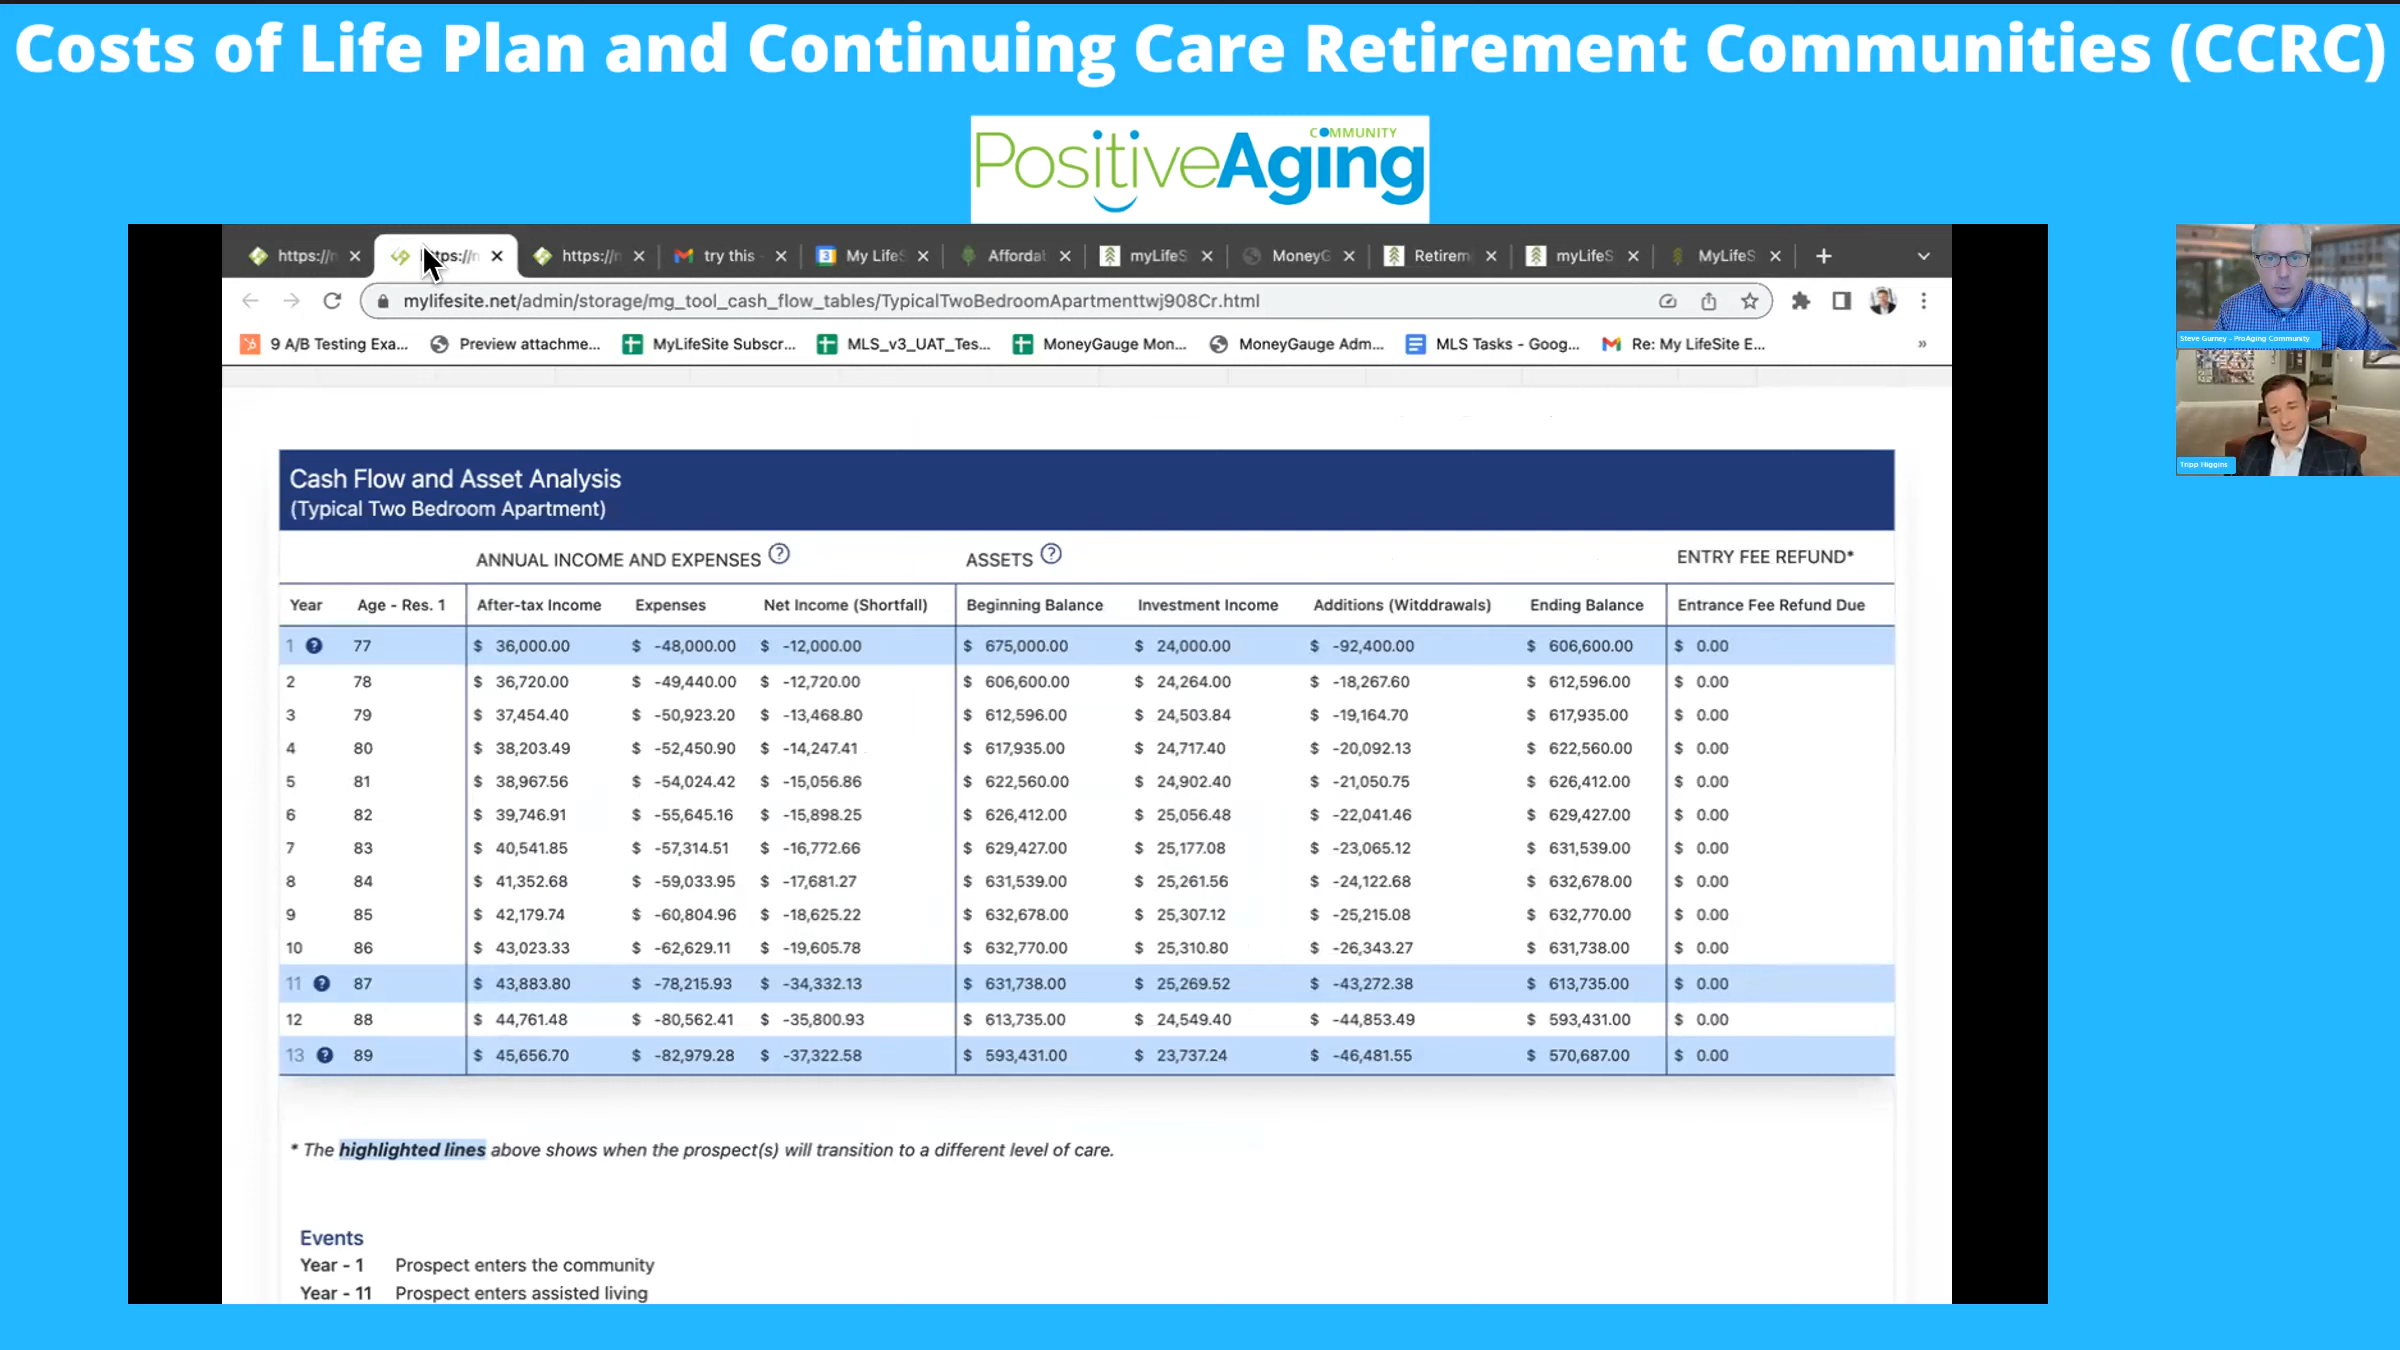 Costs of Life Plan and Continuing Care Retirement Communities (CCRC)
COMMUNITY
PositiveAging
https://n
ttps://n
https://n
try this -
3 My LifeS
Affordal
myLifeS
MoneyG
Retirem
myLifeS
MyLifeS
mylifesite.net/admin/storage/mg_tool_cash_flow_tables/TypicalTwoBedroomApartmenttwj908Cr.html
9 A/B Testing Exa...
Preview attachme...
MyLifeSite Subscr...
MLS_v3_UAT_Tes...
MoneyGauge Mon...
MoneyGauge Adm...
MLS Tasks - Goog...
Re: My LifeSite E...
»
Steve Gurney - ProAging Community
Tripp Higgins
Cash Flow and Asset Analysis
(Typical Two Bedroom Apartment)
ANNUAL INCOME AND EXPENSES ? ASSETS ? ENTRY FEE REFUND*
Year Age - Res. 1 After-tax Income Expenses Net Income (Shortfall) Beginning Balance Investment Income Additions (Witddrawals) Ending Balance Entrance Fee Refund Due
1 ? 77 $ 36,000.00 $ -48,000.00 $ -12,000.00 $ 675,000.00 $ 24,000.00 $ -92,400.00 $ 606,600.00 $ 0.00
2 78 $ 36,720.00 $ -49,440.00 $ -12,720.00 $ 606,600.00 $ 24,264.00 $ -18,267.60 $ 612,596.00 $ 0.00
3 79 $ 37,454.40 $ -50,923.20 $ -13,468.80 $ 612,596.00 $ 24,503.84 $ -19,164.70 $ 617,935.00 $ 0.00
4 80 $ 38,203.49 $ -52,450.90 $ -14,247.41 $ 617,935.00 $ 24,717.40 $ -20,092.13 $ 622,560.00 $ 0.00
5 81 $ 38,967.56 $ -54,024.42 $ -15,056.86 $ 622,560.00 $ 24,902.40 $ -21,050.75 $ 626,412.00 $ 0.00
6 82 $ 39,746.91 $ -55,645.16 $ -15,898.25 $ 626,412.00 $ 25,056.48 $ -22,041.46 $ 629,427.00 $ 0.00
7 83 $ 40,541.85 $ -57,314.51 $ -16,772.66 $ 629,427.00 $ 25,177.08 $ -23,065.12 $ 631,539.00 $ 0.00
8 84 $ 41,352.68 $ -59,033.95 $ -17,681.27 $ 631,539.00 $ 25,261.56 $ -24,122.68 $ 632,678.00 $ 0.00
9 85 $ 42,179.74 $ -60,804.96 $ -18,625.22 $ 632,678.00 $ 25,307.12 $ -25,215.08 $ 632,770.00 $ 0.00
10 86 $ 43,023.33 $ -62,629.11 $ -19,605.78 $ 632,770.00 $ 25,310.80 $ -26,343.27 $ 631,738.00 $ 0.00
11 ? 87 $ 43,883.80 $ -78,215.93 $ -34,332.13 $ 631,738.00 $ 25,269.52 $ -43,272.38 $ 613,735.00 $ 0.00
12 88 $ 44,761.48 $ -80,562.41 $ -35,800.93 $ 613,735.00 $ 24,549.40 $ -44,853.49 $ 593,431.00 $ 0.00
13 ? 89 $ 45,656.70 $ -82,979.28 $ -37,322.58 $ 593,431.00 $ 23,737.24 $ -46,481.55 $ 570,687.00 $ 0.00
* The highlighted lines above shows when the prospect(s) will transition to a different level of care.
Events
Year - 1 Prospect enters the community
Year - 11 Prospect enters assisted living